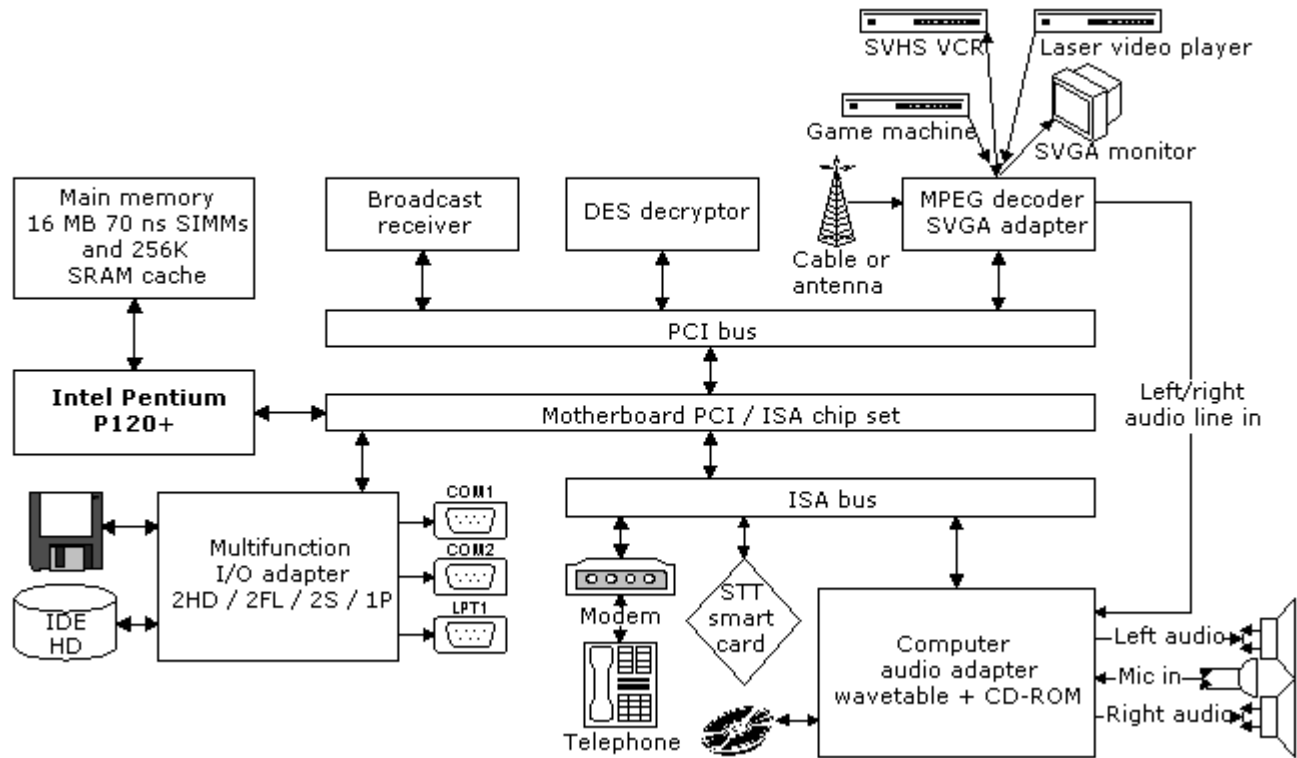 SVHS VCR
Laser video player
Game machine
SVGA monitor
Main memory
16 MB 70 ns SIMMs
and 256K
SRAM cache
Broadcast
receiver
DES decryptor
MPEG decoder
SVGA adapter
Cable or
antenna
PCI bus
Intel Pentium
P120+
Motherboard PCI / ISA chip set
Left/right
audio line in
ISA bus
COM1
COM2
LPT1
Multifunction
I/O adapter
2HD / 2FL / 2S / 1P
IDE
HD
Modem
Telephone
STT
smart
card
Computer
audio adapter
wavetable + CD-ROM
Left audio
Mic in
Right audio